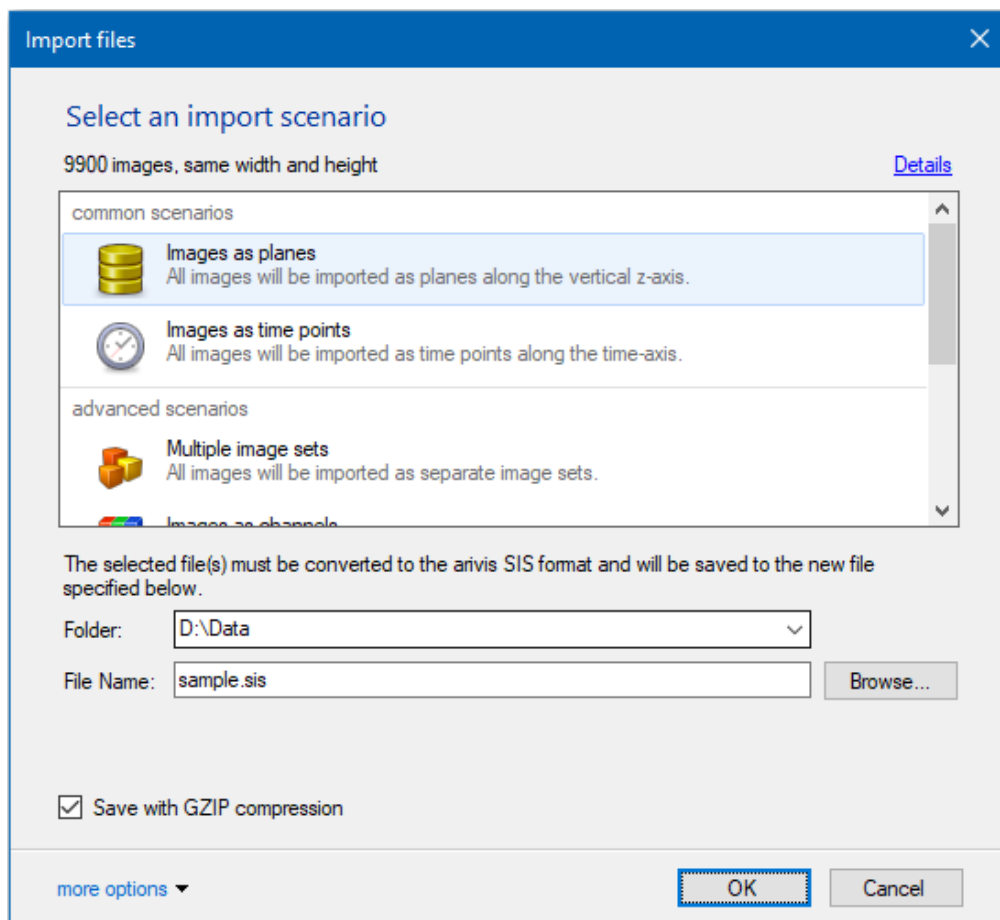 Import files
Select an import scenario
9900 images, same width and height
Details
common scenarios
Images as planes
All images will be imported as planes along the vertical z-axis.
Images as time points
All images will be imported as time points along the time-axis.
advanced scenarios
Multiple image sets
All images will be imported as separate image sets.
Images as channels
The selected file(s) must be converted to the arivis SIS format and will be saved to the new file
specified below.
Folder:
D:\Data
File Name:
sample.sis
Browse...
Save with GZIP compression
more options
OK
Cancel